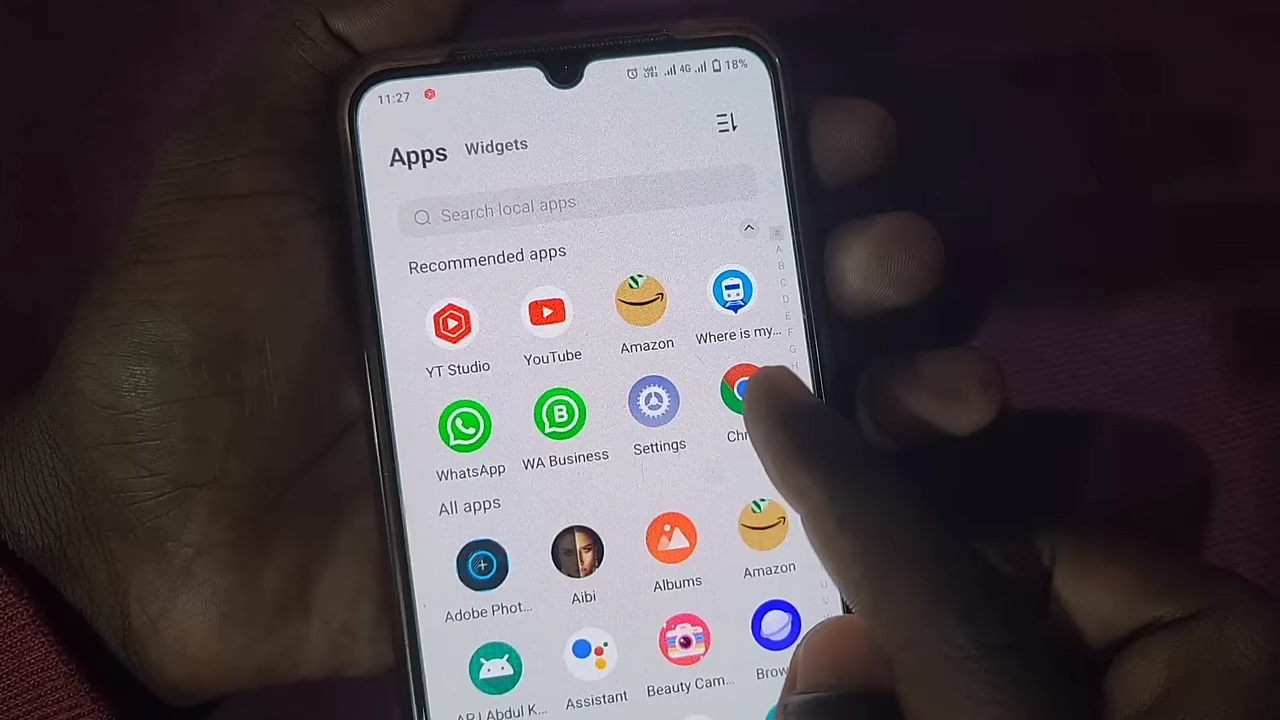 11:27 4G 18%
Apps Widgets
Search local apps
Recommended apps
#
A
B
C
D
E
F
G
H
YT Studio YouTube Amazon Where is my...
WhatsApp WA Business Settings Chr
All apps
Adobe Phot... Aibi Albums Amazon
Abdul K... Assistant Beauty Cam... Brow